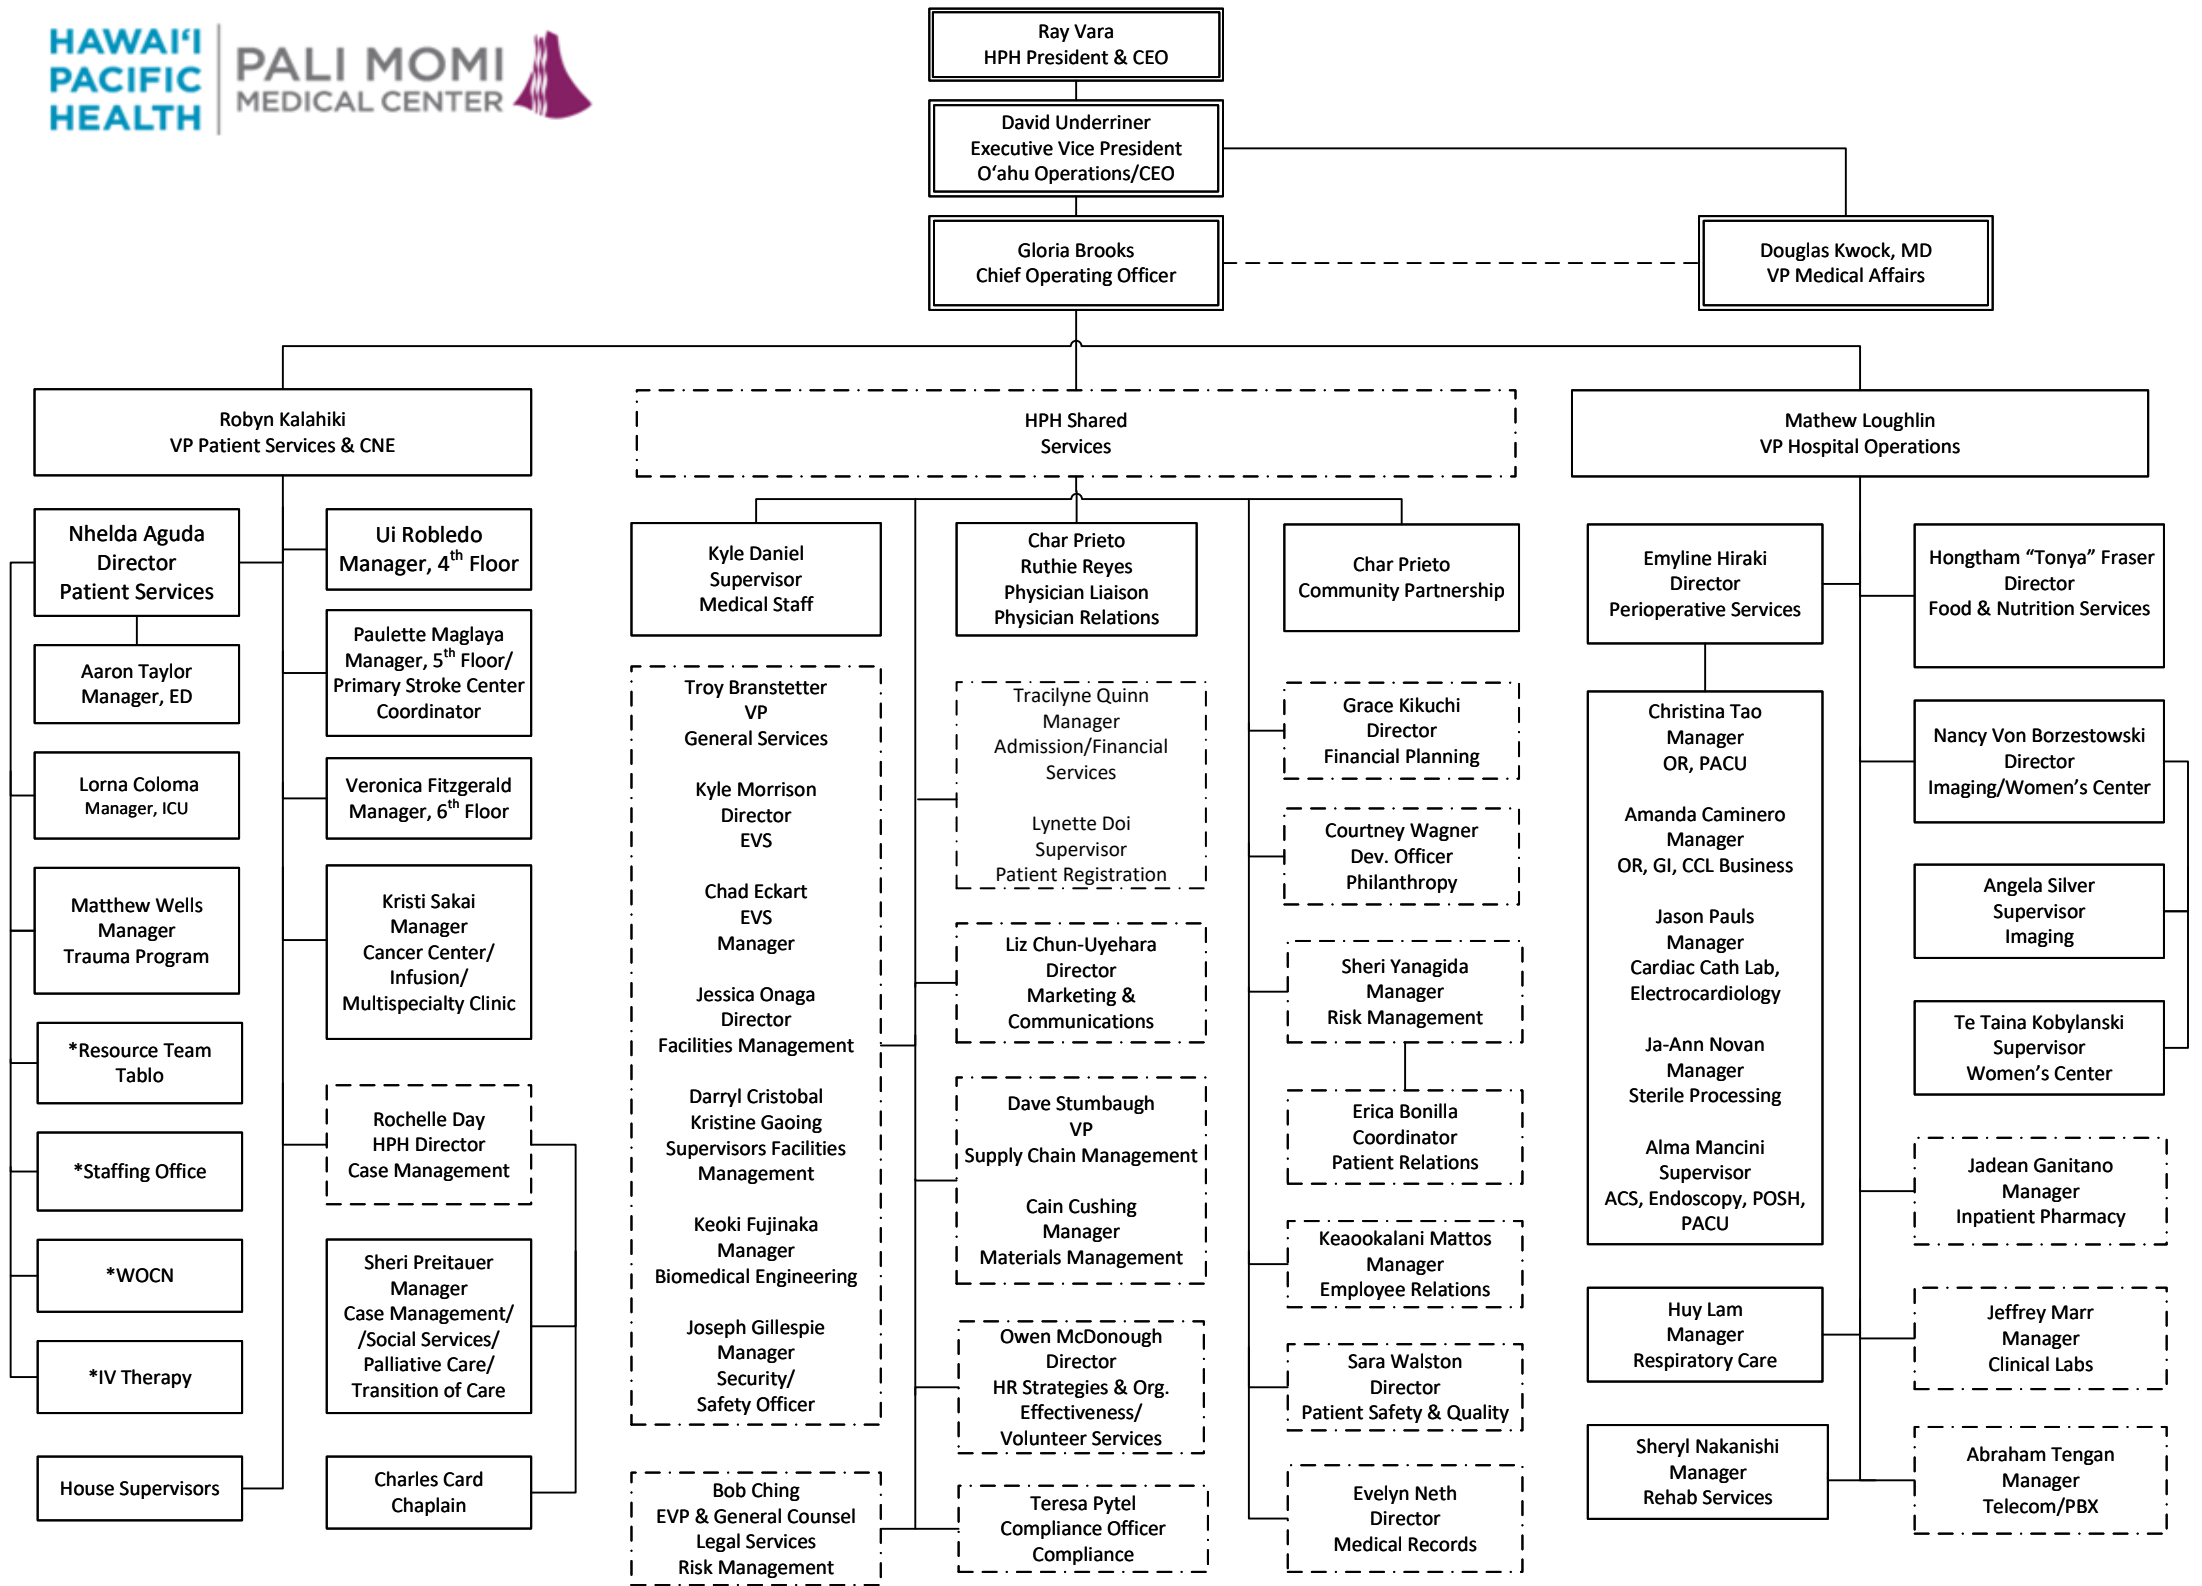 HAWAI‘I
PACIFIC
HEALTH
PALI MOMI
MEDICAL CENTER
Ray Vara
HPH President & CEO
David Underriner
Executive Vice President
O‘ahu Operations/CEO
Gloria Brooks
Chief Operating Officer
Douglas Kwock, MD
VP Medical Affairs
Robyn Kalahiki
VP Patient Services & CNE
HPH Shared
Services
Mathew Loughlin
VP Hospital Operations
Nhelda Aguda
Director
Patient Services
Aaron Taylor
Manager, ED
Lorna Coloma
Manager, ICU
Matthew Wells
Manager
Trauma Program
*Resource Team
Tablo
*Staffing Office
*WOCN
*IV Therapy
House Supervisors
Ui Robledo
Manager, 4th Floor
Paulette Maglaya
Manager, 5th Floor/
Primary Stroke Center
Coordinator
Veronica Fitzgerald
Manager, 6th Floor
Kristi Sakai
Manager
Cancer Center/
Infusion/
Multispecialty Clinic
Rochelle Day
HPH Director
Case Management
Sheri Preitauer
Manager
Case Management/
/Social Services/
Palliative Care/
Transition of Care
Charles Card
Chaplain
Kyle Daniel
Supervisor
Medical Staff
Troy Branstetter
VP
General Services
Kyle Morrison
Director
EVS
Chad Eckart
EVS
Manager
Jessica Onaga
Director
Facilities Management
Darryl Cristobal
Kristine Gaoing
Supervisors Facilities
Management
Keoki Fujinaka
Manager
Biomedical Engineering
Joseph Gillespie
Manager
Security/
Safety Officer
Bob Ching
EVP & General Counsel
Legal Services
Risk Management
Char Prieto
Ruthie Reyes
Physician Liaison
Physician Relations
Tracilyne Quinn
Manager
Admission/Financial
Services
Lynette Doi
Supervisor
Patient Registration
Liz Chun-Uyehara
Director
Marketing &
Communications
Dave Stumbaugh
VP
Supply Chain Management
Cain Cushing
Manager
Materials Management
Owen McDonough
Director
HR Strategies & Org.
Effectiveness/
Volunteer Services
Teresa Pytel
Compliance Officer
Compliance
Char Prieto
Community Partnership
Grace Kikuchi
Director
Financial Planning
Courtney Wagner
Dev. Officer
Philanthropy
Sheri Yanagida
Manager
Risk Management
Erica Bonilla
Coordinator
Patient Relations
Keaookalani Mattos
Manager
Employee Relations
Sara Walston
Director
Patient Safety & Quality
Evelyn Neth
Director
Medical Records
Emyline Hiraki
Director
Perioperative Services
Christina Tao
Manager
OR, PACU
Amanda Caminero
Manager
OR, GI, CCL Business
Jason Pauls
Manager
Cardiac Cath Lab,
Electrocardiology
Ja-Ann Novan
Manager
Sterile Processing
Alma Mancini
Supervisor
ACS, Endoscopy, POSH,
PACU
Huy Lam
Manager
Respiratory Care
Sheryl Nakanishi
Manager
Rehab Services
Hongtham “Tonya” Fraser
Director
Food & Nutrition Services
Nancy Von Borzestowski
Director
Imaging/Women’s Center
Angela Silver
Supervisor
Imaging
Te Taina Kobylanski
Supervisor
Women’s Center
Jadean Ganitano
Manager
Inpatient Pharmacy
Jeffrey Marr
Manager
Clinical Labs
Abraham Tengan
Manager
Telecom/PBX